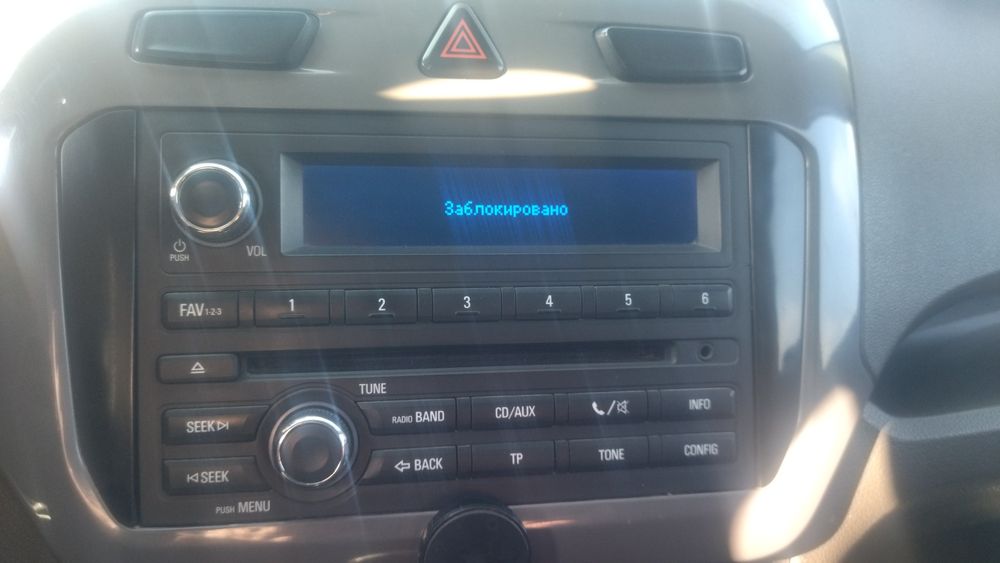 Заблокировано
PUSH
VOL
FAV 1-2-3
1
2
3
4
5
6
TUNE
SEEK
RADIO BAND
CD/AUX
INFO
SEEK
BACK
TP
TONE
CONFIG
PUSH MENU